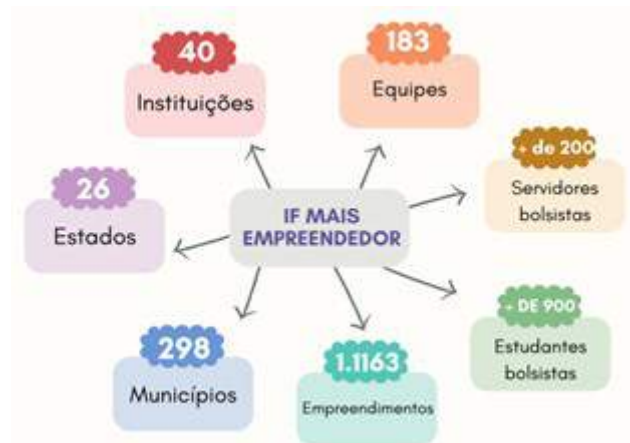 40
Instituições
183
Equipes
+ de 200
Servidores
bolsistas
26
Estados
IF MAIS
EMPREENDEDOR
+ DE 900
Estudantes
bolsistas
298
Municípios
1.1163
Empreendimentos